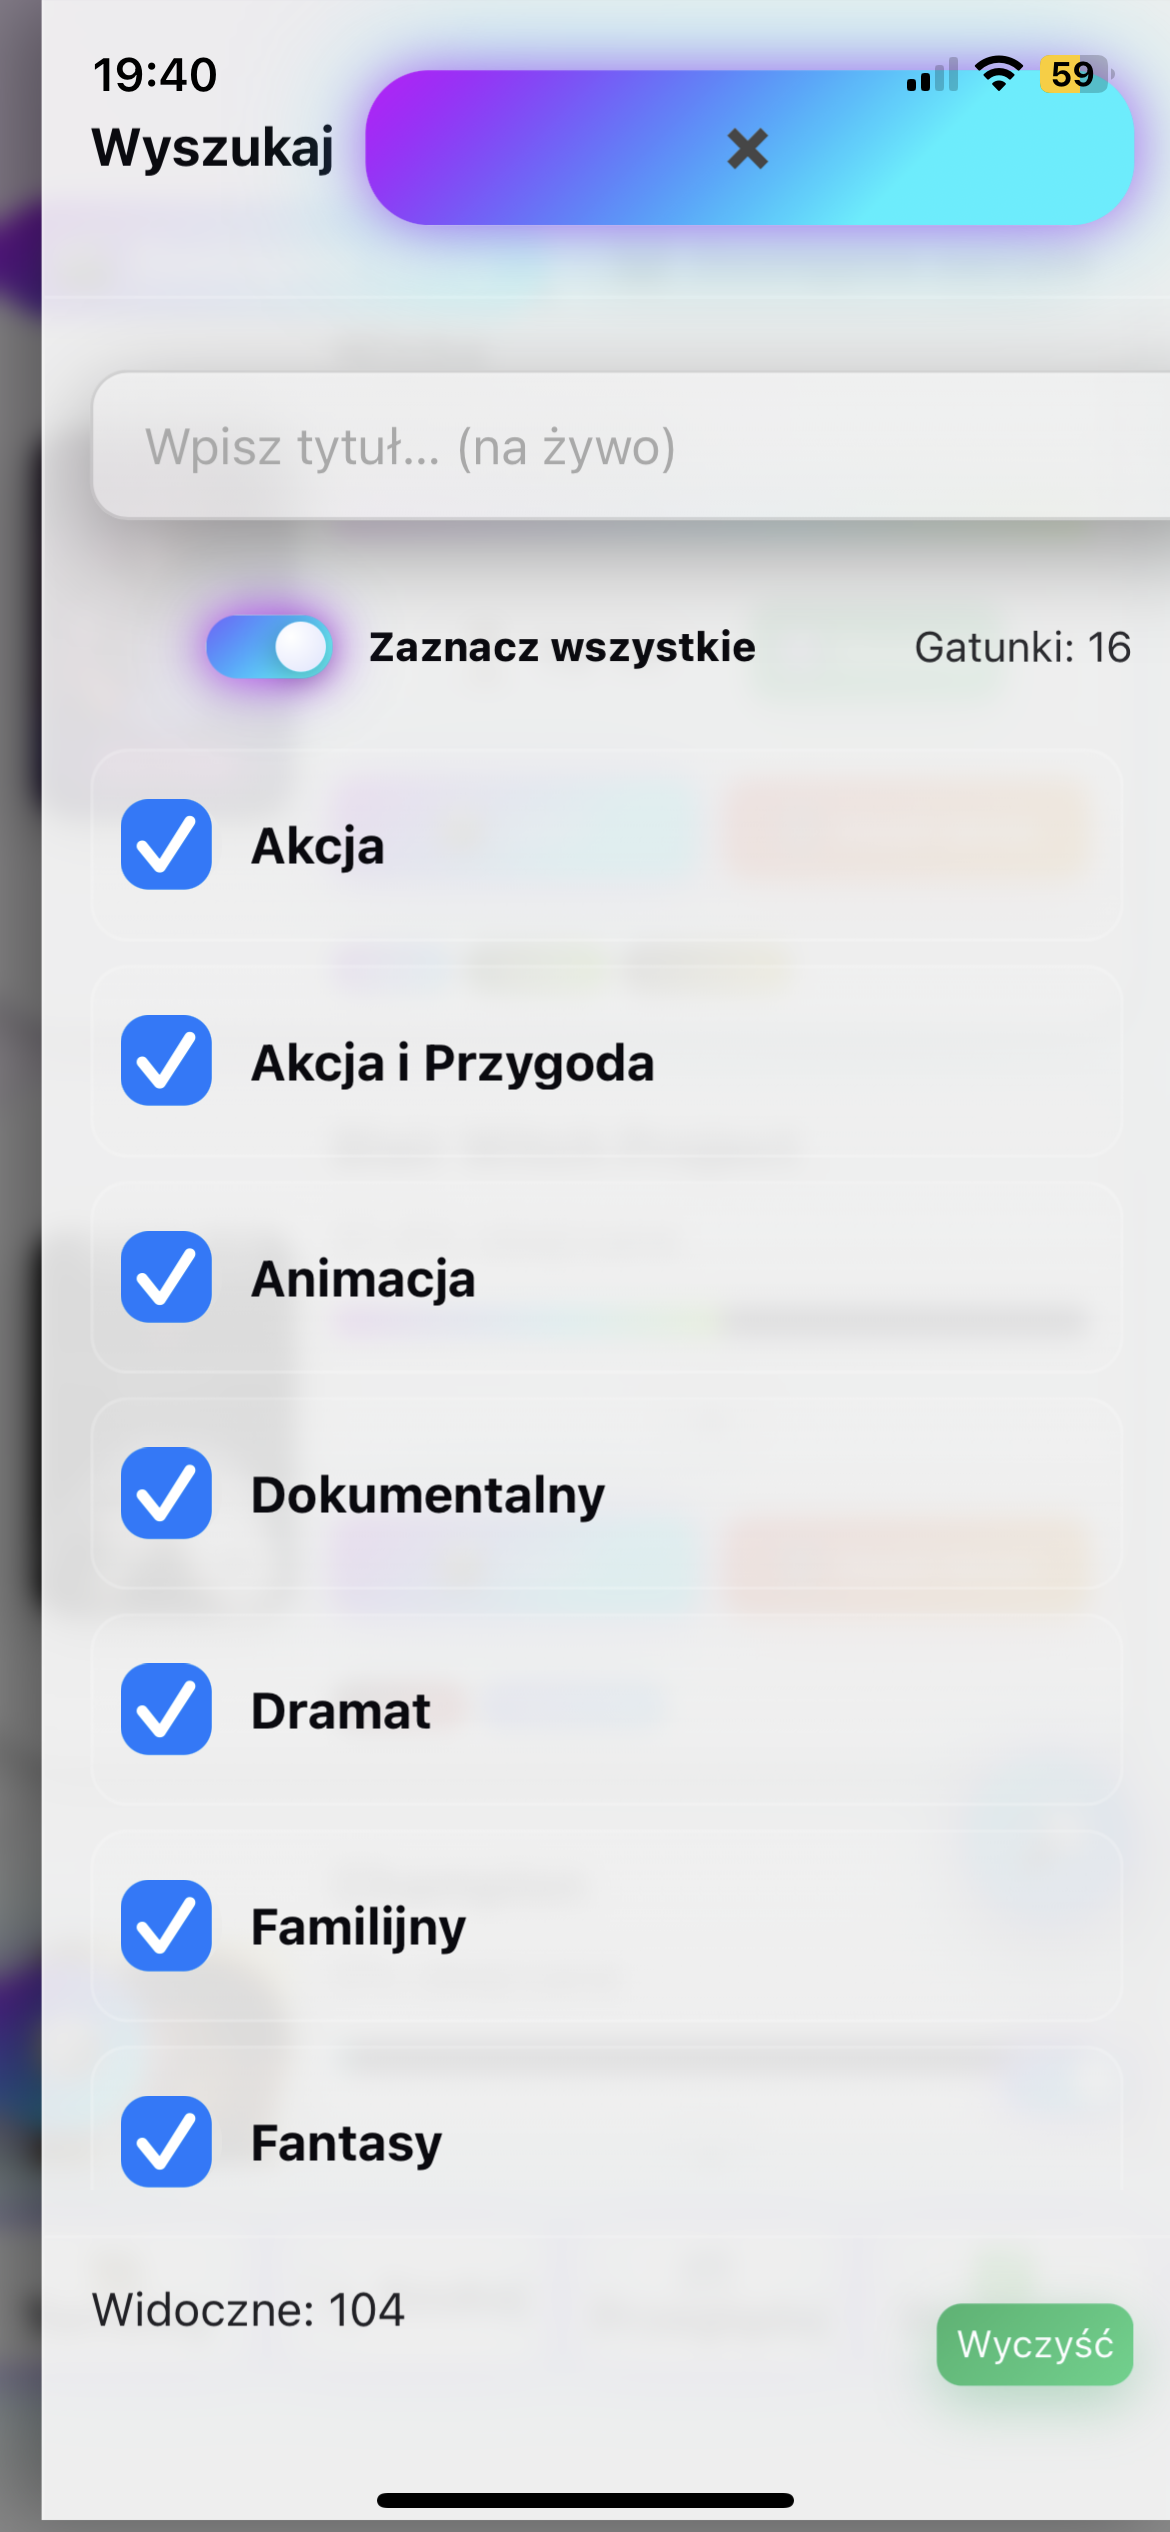 19:40
59
Wyszukaj
Wpisz tytuł... (na żywo)
Zaznacz wszystkie
Gatunki: 16
Akcja
Akcja i Przygoda
Animacja
Dokumentalny
Dramat
Familijny
Fantasy
Widoczne: 104
Wyczyść